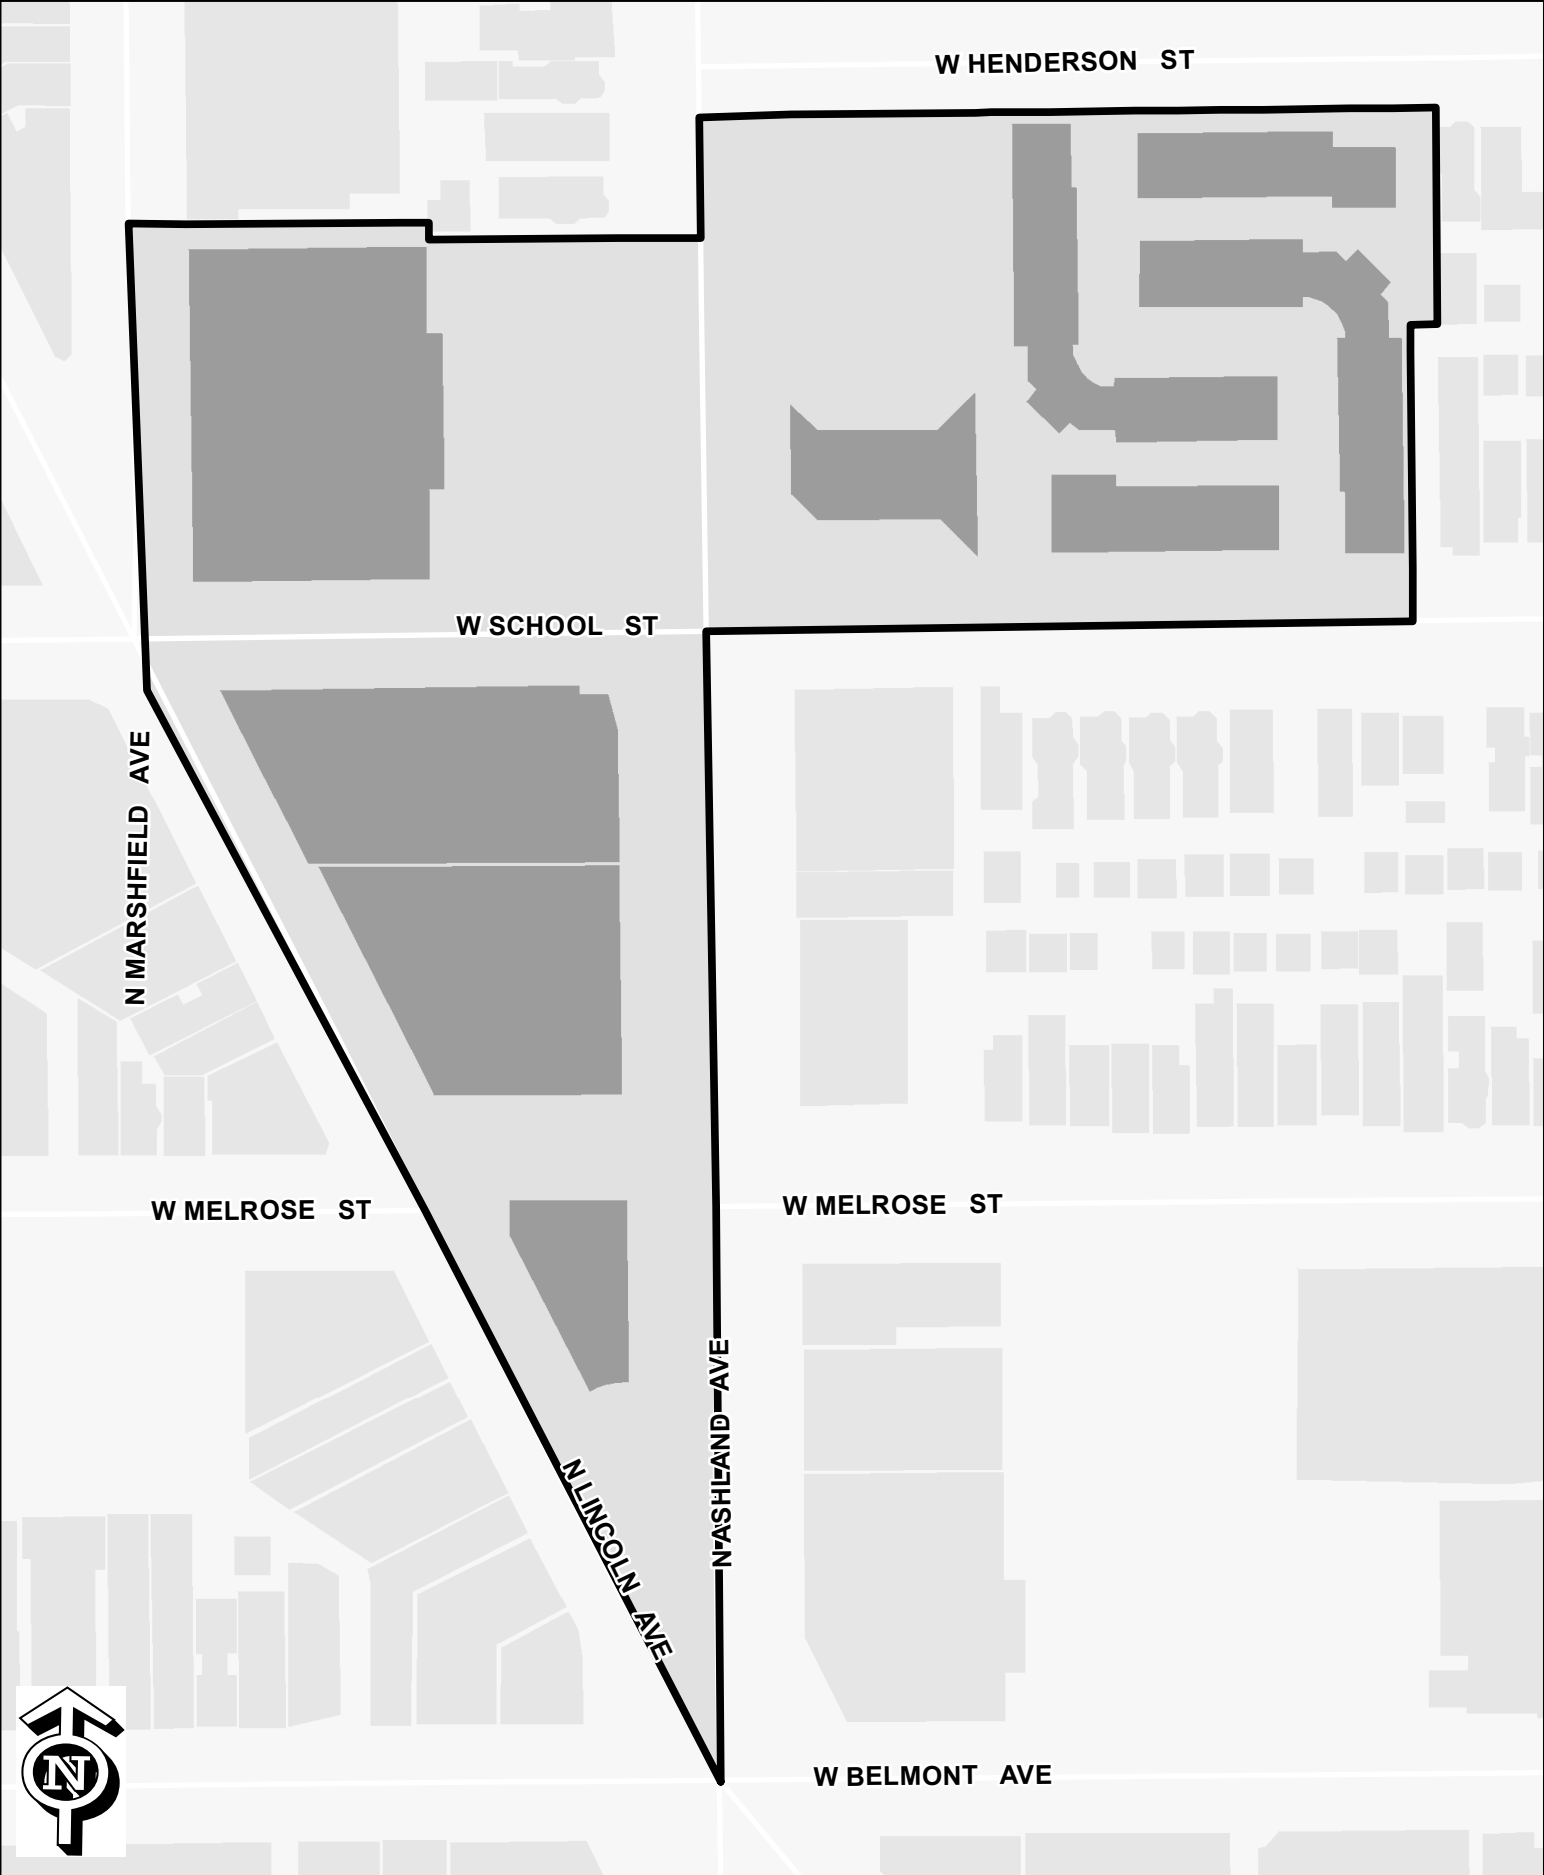 W HENDERSON ST
W SCHOOL ST
N MARSHFIELD AVE
W MELROSE ST
W MELROSE ST
N ASHLAND AVE
N LINCOLN AVE
N
W BELMONT AVE